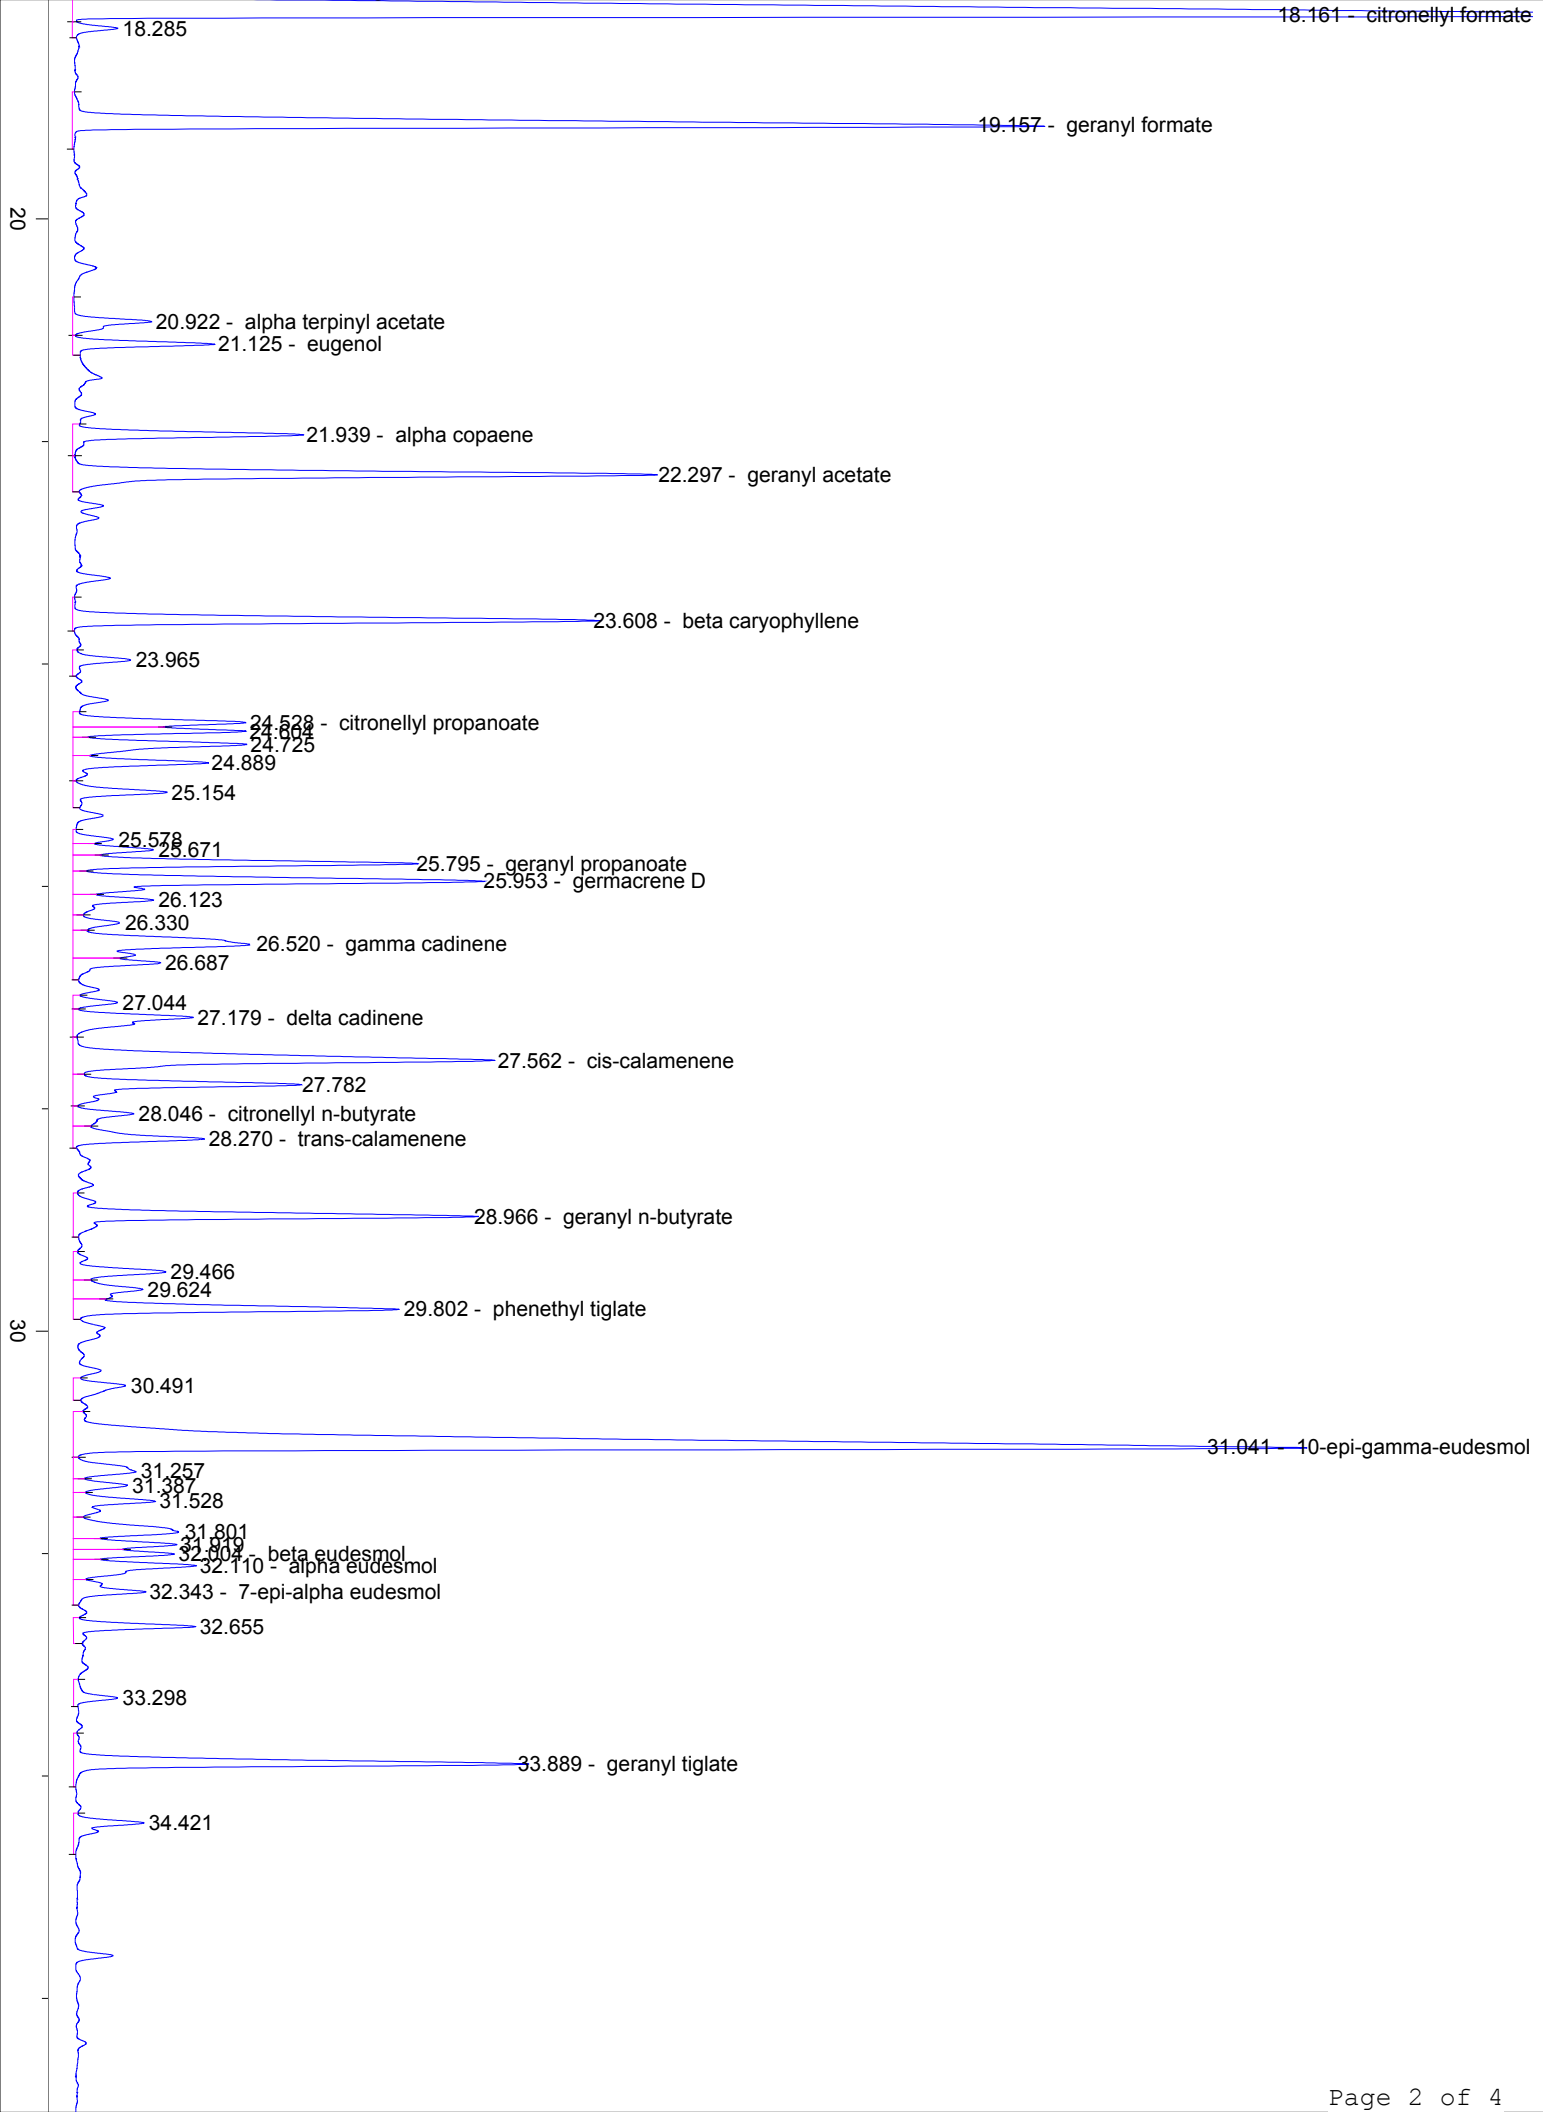 18.161 - citronellyl formate
18.285
19.157 - geranyl formate
20
20.922 - alpha terpinyl acetate
21.125 - eugenol
21.939 - alpha copaene
22.297 - geranyl acetate
23.608 - beta caryophyllene
23.965
24.528 - citronellyl propanoate
24.604
24.725
24.889
25.154
25.578
25.671
25.795 - geranyl propanoate
25.953 - germacrene D
26.123
26.330
26.520 - gamma cadinene
26.687
27.044
27.179 - delta cadinene
27.562 - cis-calamenene
27.782
28.046 - citronellyl n-butyrate
28.270 - trans-calamenene
28.966 - geranyl n-butyrate
29.466
29.624
29.802 - phenethyl tiglate
30
30.491
31.041 - 10-epi-gamma-eudesmol
31.257
31.387
31.528
31.801
31.919
32.004 - beta eudesmol
32.110 - alpha eudesmol
32.343 - 7-epi-alpha eudesmol
32.655
33.298
33.889 - geranyl tiglate
34.421
Page 2 of 4